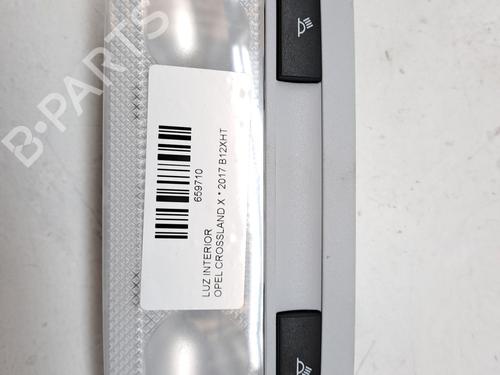 B-PARTS
659710
LUZ INTERIOR
OPEL CROSSLAND X * 2017 B12XHT